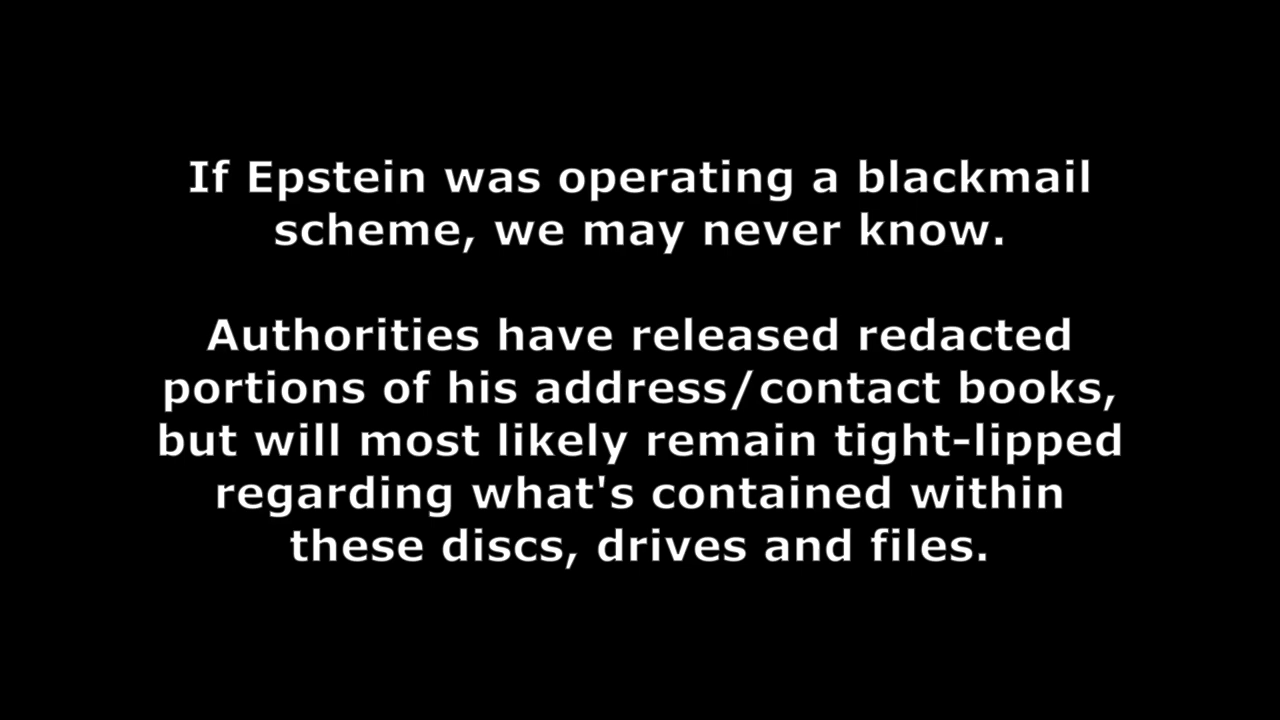 If Epstein was operating a blackmail
scheme, we may never know.
Authorities have released redacted
portions of his address/contact books,
but will most likely remain tight-lipped
regarding what's contained within
these discs, drives and files.